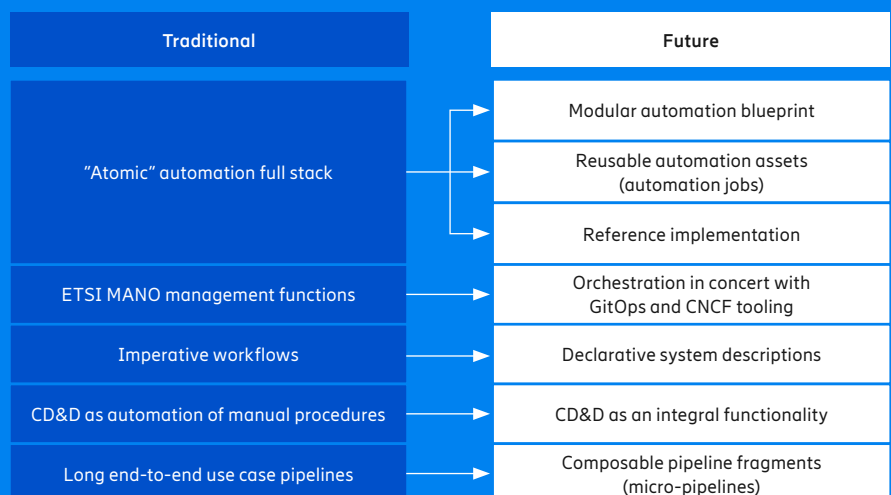 Traditional
Future
"Atomic" automation full stack
Modular automation blueprint
Reusable automation assets
(automation jobs)
Reference implementation
ETSI MANO management functions
Orchestration in concert with
GitOps and CNCF tooling
Imperative workflows
Declarative system descriptions
CD&D as automation of manual procedures
CD&D as an integral functionality
Long end-to-end use case pipelines
Composable pipeline fragments
(micro-pipelines)